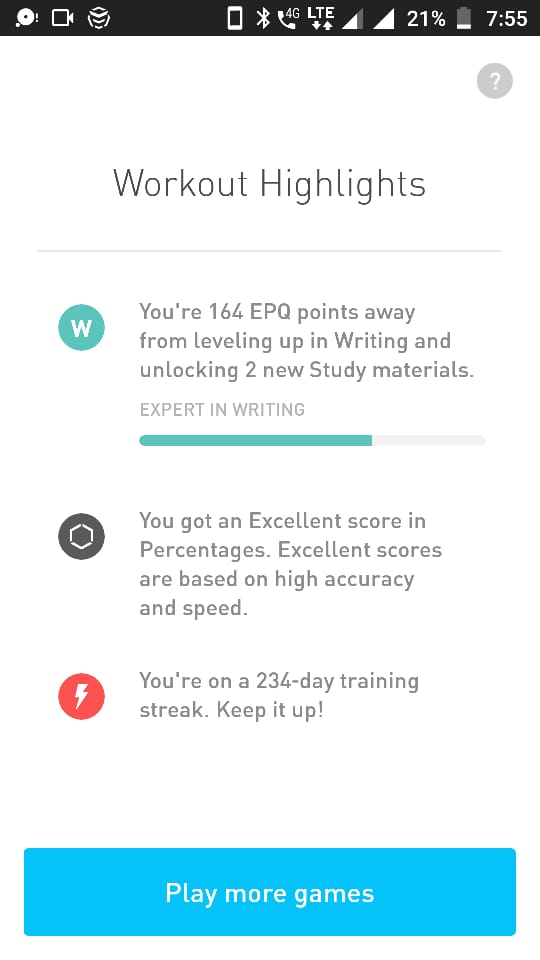 4G LTE 21% 7:55
?
Workout Highlights
W
You're 164 EPQ points away
from leveling up in Writing and
unlocking 2 new Study materials.
EXPERT IN WRITING
You got an Excellent score in
Percentages. Excellent scores
are based on high accuracy
and speed.
You're on a 234-day training
streak. Keep it up!
Play more games